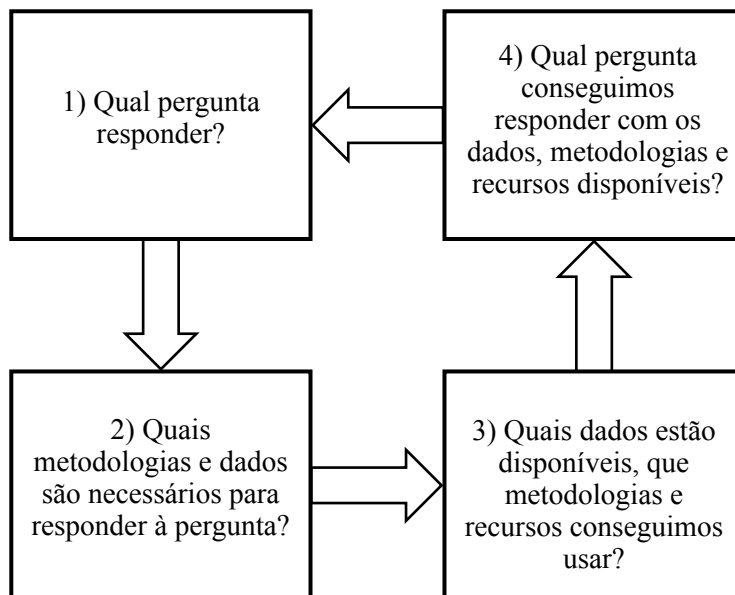 1) Qual pergunta
responder?
2) Quais
metodologias e dados
são necessários para
responder à pergunta?
3) Quais dados estão
disponíveis, que
metodologias e
recursos conseguimos
usar?
4) Qual pergunta
conseguimos
responder com os
dados, metodologias e
recursos disponíveis?